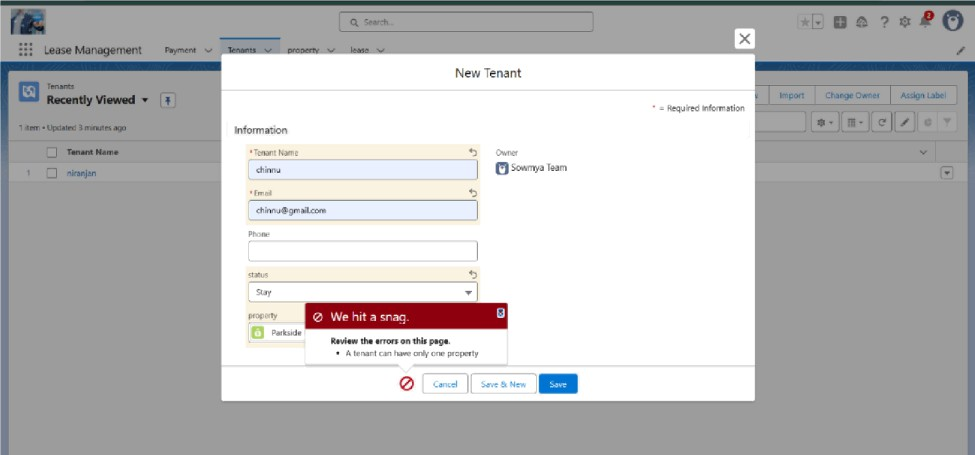 Search...
Lease Management Payment Tenants property lease
New Tenant
Tenants
Recently Viewed
Import Change Owner Assign Label
* = Required Information
1 item • Updated 3 minutes ago
Information
Tenant Name
*Tenant Name
Owner
chinnu
Sowmya Team
1 niranjan
*Email
chinnu@gmail.com
Phone
status
Stay
property
Parkside
We hit a snag.
Review the errors on this page.
• A tenant can have only one property
Cancel Save & New Save